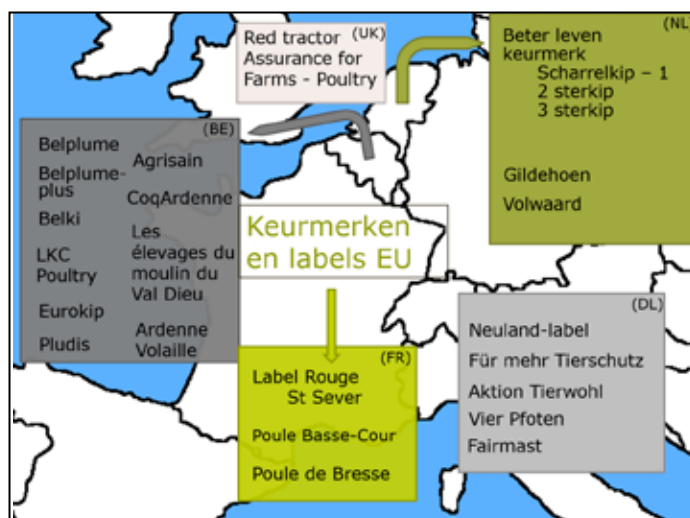 (UK)
Red tractor
Assurance for
Farms - Poultry
(NL)
Beter leven
keurmerk
Scharrelkip – 1
2 sterkip
3 sterkip
Gildehoen
Volwaard
(BE)
Belplume
Belplume-
plus
Belki
LKC
Poultry
Eurokip
Pludis
Agrisain
CoqArdenne
Les
élevages du
moulin du
Val Dieu
Ardenne
Volaille
Keurmerken
en labels EU
(FR)
Label Rouge
St Sever
Poule Basse-Cour
Poule de Bresse
(DL)
Neuland-label
Für mehr Tierschutz
Aktion Tierwohl
Vier Pfoten
Fairmast